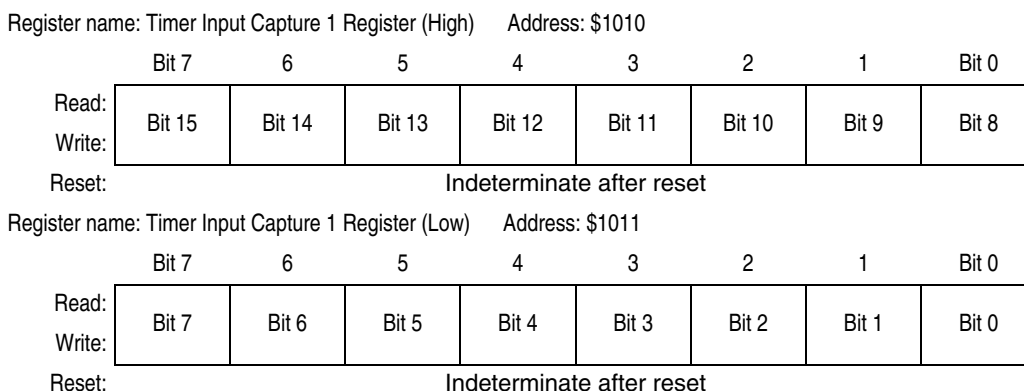 Register name: Timer Input Capture 1 Register (High) Address: $1010
Bit 7 6 5 4 3 2 1 Bit 0
Read:
Bit 15 Bit 14 Bit 13 Bit 12 Bit 11 Bit 10 Bit 9 Bit 8
Write:
Reset: Indeterminate after reset
Register name: Timer Input Capture 1 Register (Low) Address: $1011
Bit 7 6 5 4 3 2 1 Bit 0
Read:
Bit 7 Bit 6 Bit 5 Bit 4 Bit 3 Bit 2 Bit 1 Bit 0
Write:
Reset: Indeterminate after reset